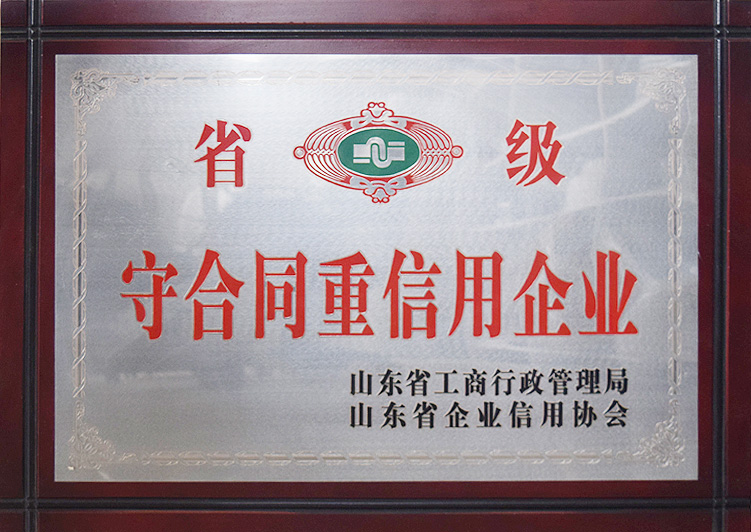 省 级
守合同重信用企业
山东省工商行政管理局
山东省企业信用协会